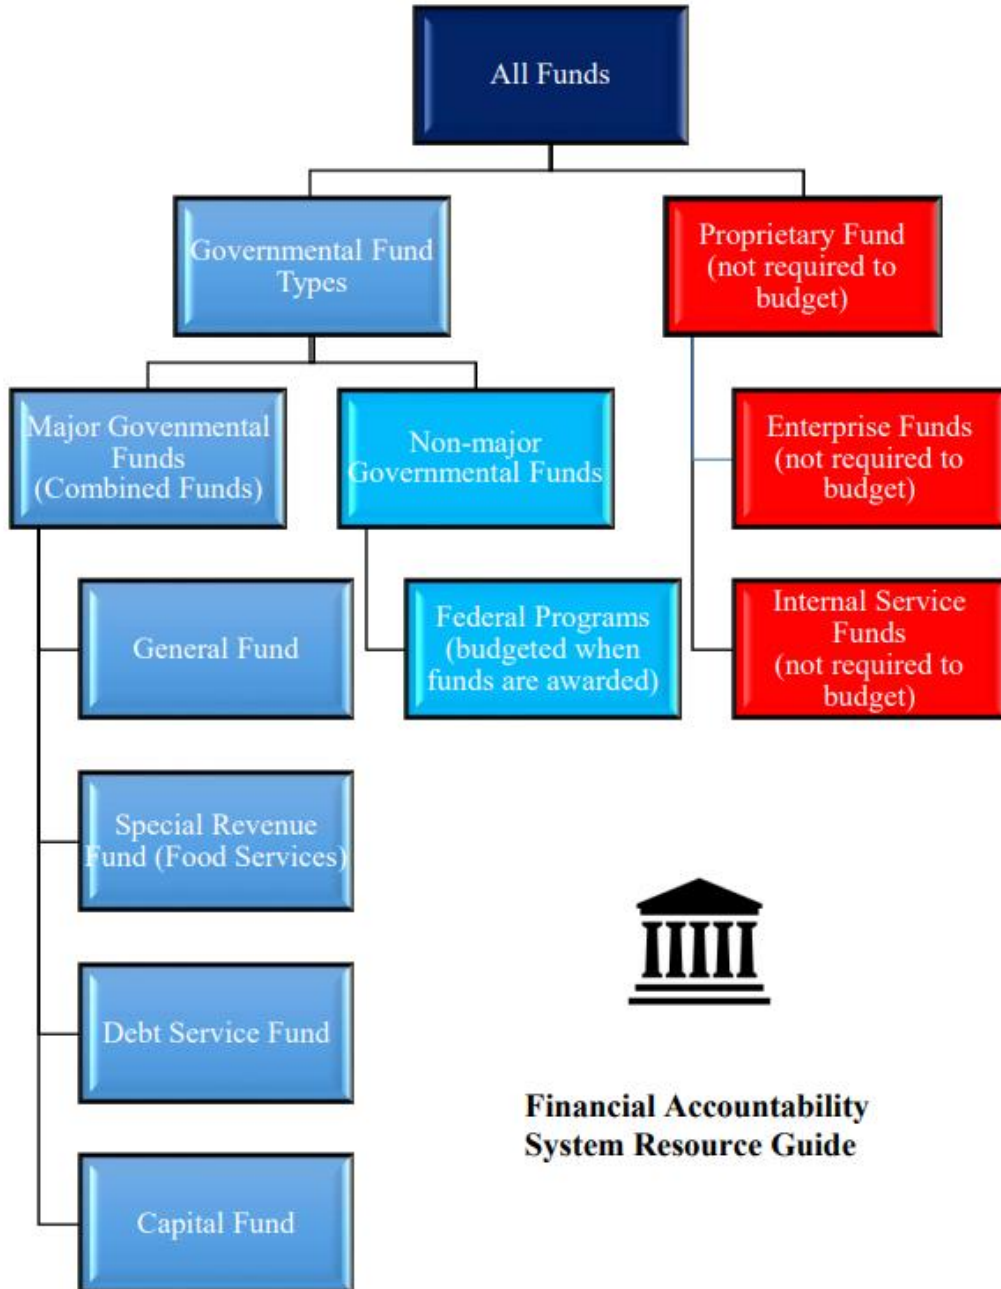 All Funds
Governmental Fund
Types
Proprietary Fund
(not required to
budget)
Major Govenmental
Funds
(Combined Funds)
Non-major
Governmental Funds
Enterprise Funds
(not required to
budget)
General Fund
Federal Programs
(budgeted when
funds are awarded)
Internal Service
Funds
(not required to
budget)
Special Revenue
Fund (Food Services)
Debt Service Fund
Capital Fund
Financial Accountability
System Resource Guide